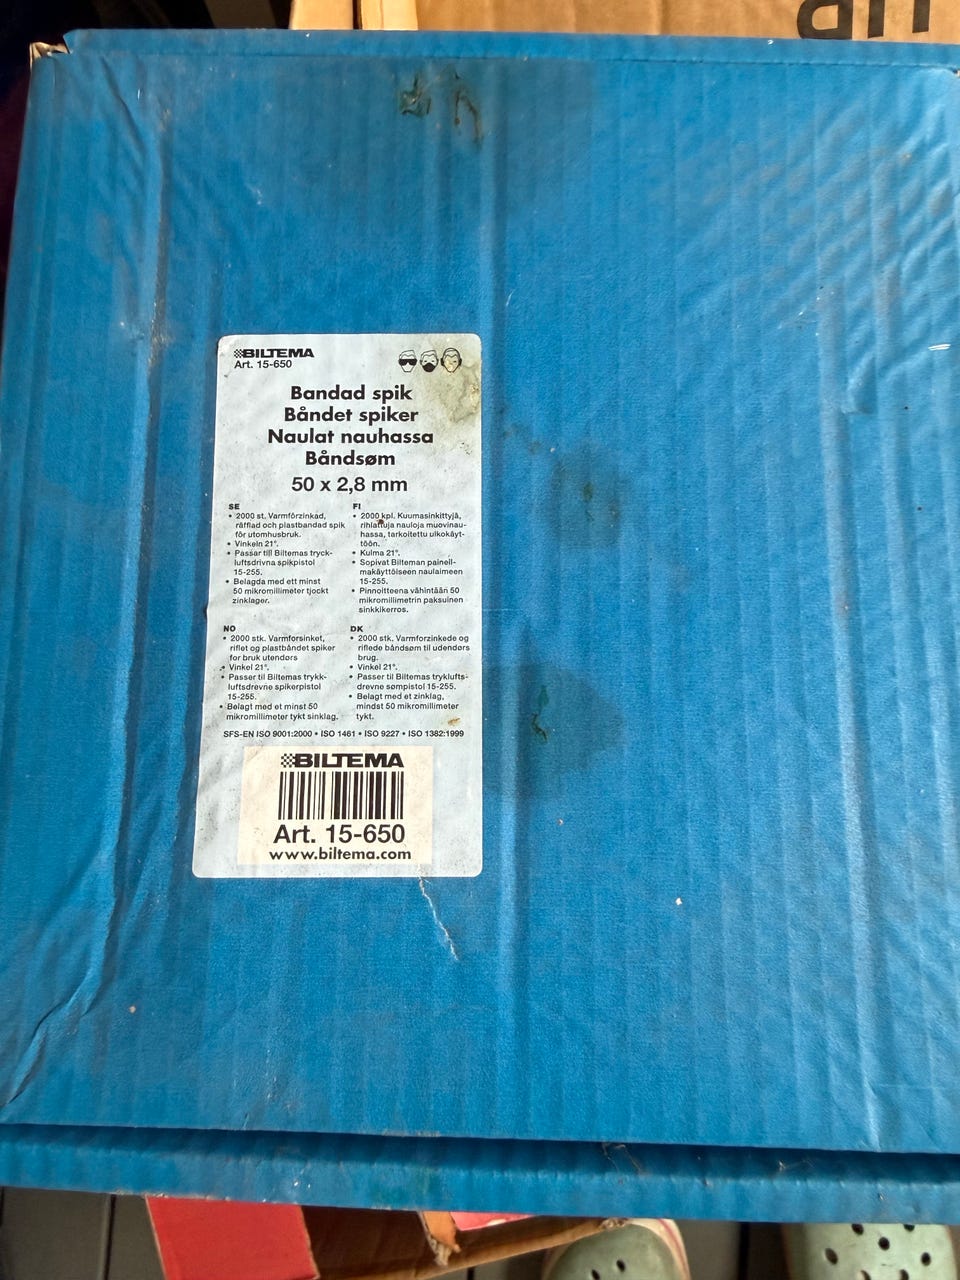 BILTEMA
Art. 15-650
Bandad spik
Båndet spiker
Naulat nauhassa
Båndsøm
50 x 2,8 mm
SE
• 2000 st. Varmförzinkad,
räfflad och plastbandad spik
för utomhusbruk.
• Vinkeln 21°.
• Passar till Biltemas tryck-
luftsdrivna spikpistol
15-255.
• Belagda med ett minst
50 mikromillimeter tjockt
zinklager.
FI
• 2000 kpl. Kuumasinkittyjä,
rihlattuja nauloja muovinau-
hassa, tarkoitettu ulkokäyt-
töön.
• Kulma 21°.
• Sopivat Bilteman paineil-
makäyttöiseen naulaimeen
15-255.
• Pinnoitteena vähintään 50
mikromillimetrin paksuinen
sinkkikerros.
NO
• 2000 stk. Varmforsinket,
riflet og plastbåndet spiker
for bruk utendørs
• Vinkel 21°.
• Passer til Biltemas trykk-
luftsdrevne spikerpistol
15-255.
• Belagt med et minst 50
mikromillimeter tykt sinklag.
DK
• 2000 stk. Varmforzinkede og
riflede båndsøm til udendørs
brug.
• Vinkel 21°.
• Passer til Biltemas tryklufts-
drevne sømpistol 15-255.
• Belagt med et zinklag,
mindst 50 mikromillimeter
tykt.
SFS-EN ISO 9001:2000 • ISO 1461 • ISO 9227 • ISO 1382:1999
BILTEMA
Art. 15-650
www.biltema.com